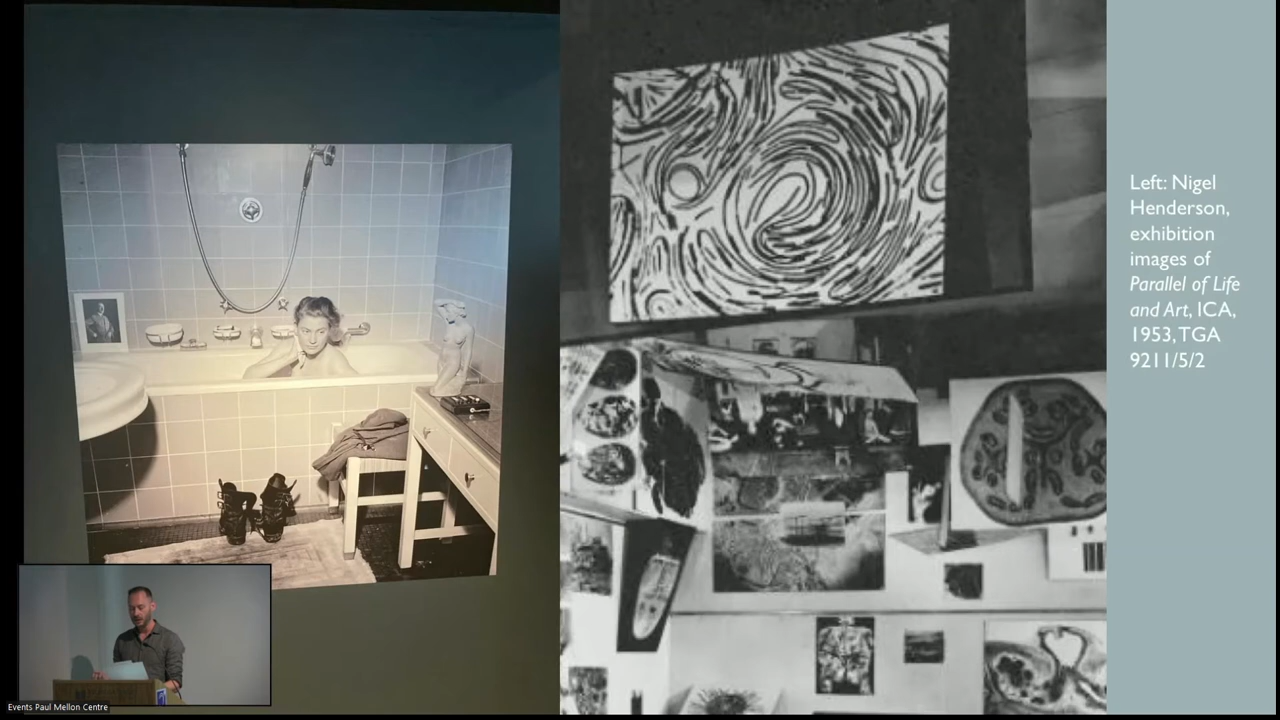 Left: Nigel
Henderson,
exhibition
images of
Parallel of Life
and Art, ICA,
1953, TGA
9211/5/2
Events Paul Mellon Centre